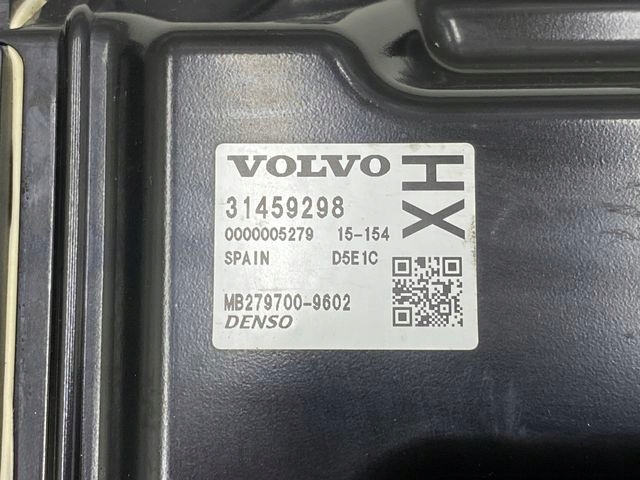 VOLVO
HX
31459298
0000005279 15-154
SPAIN D5E1C
MB279700-9602
DENSO